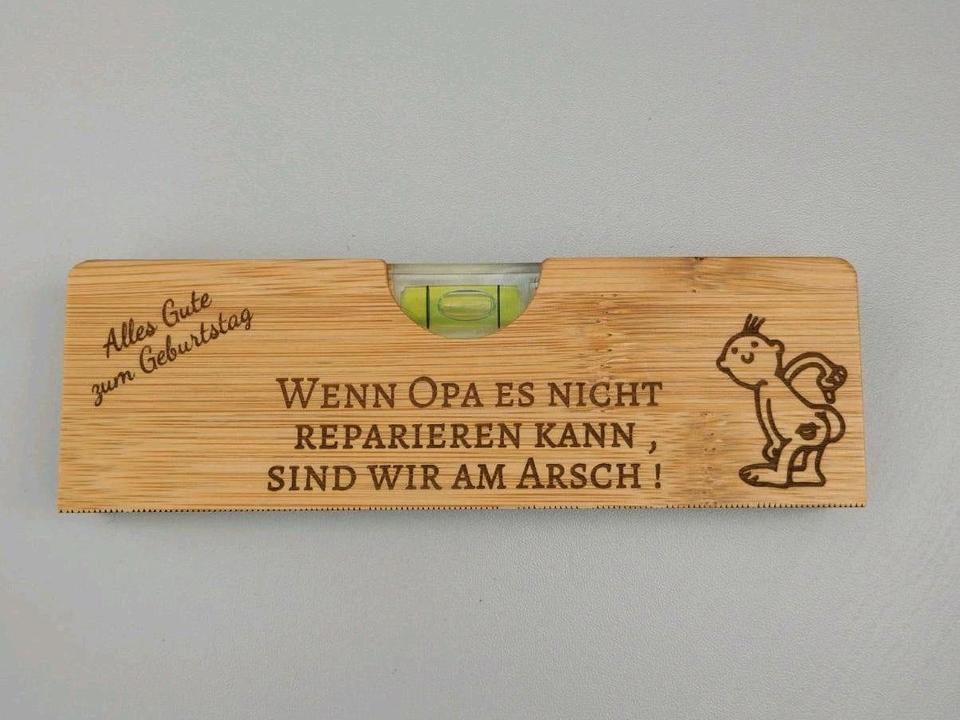 Alles Gute
zum Geburtstag
Wenn Opa es nicht
reparieren kann ,
sind wir am Arsch !